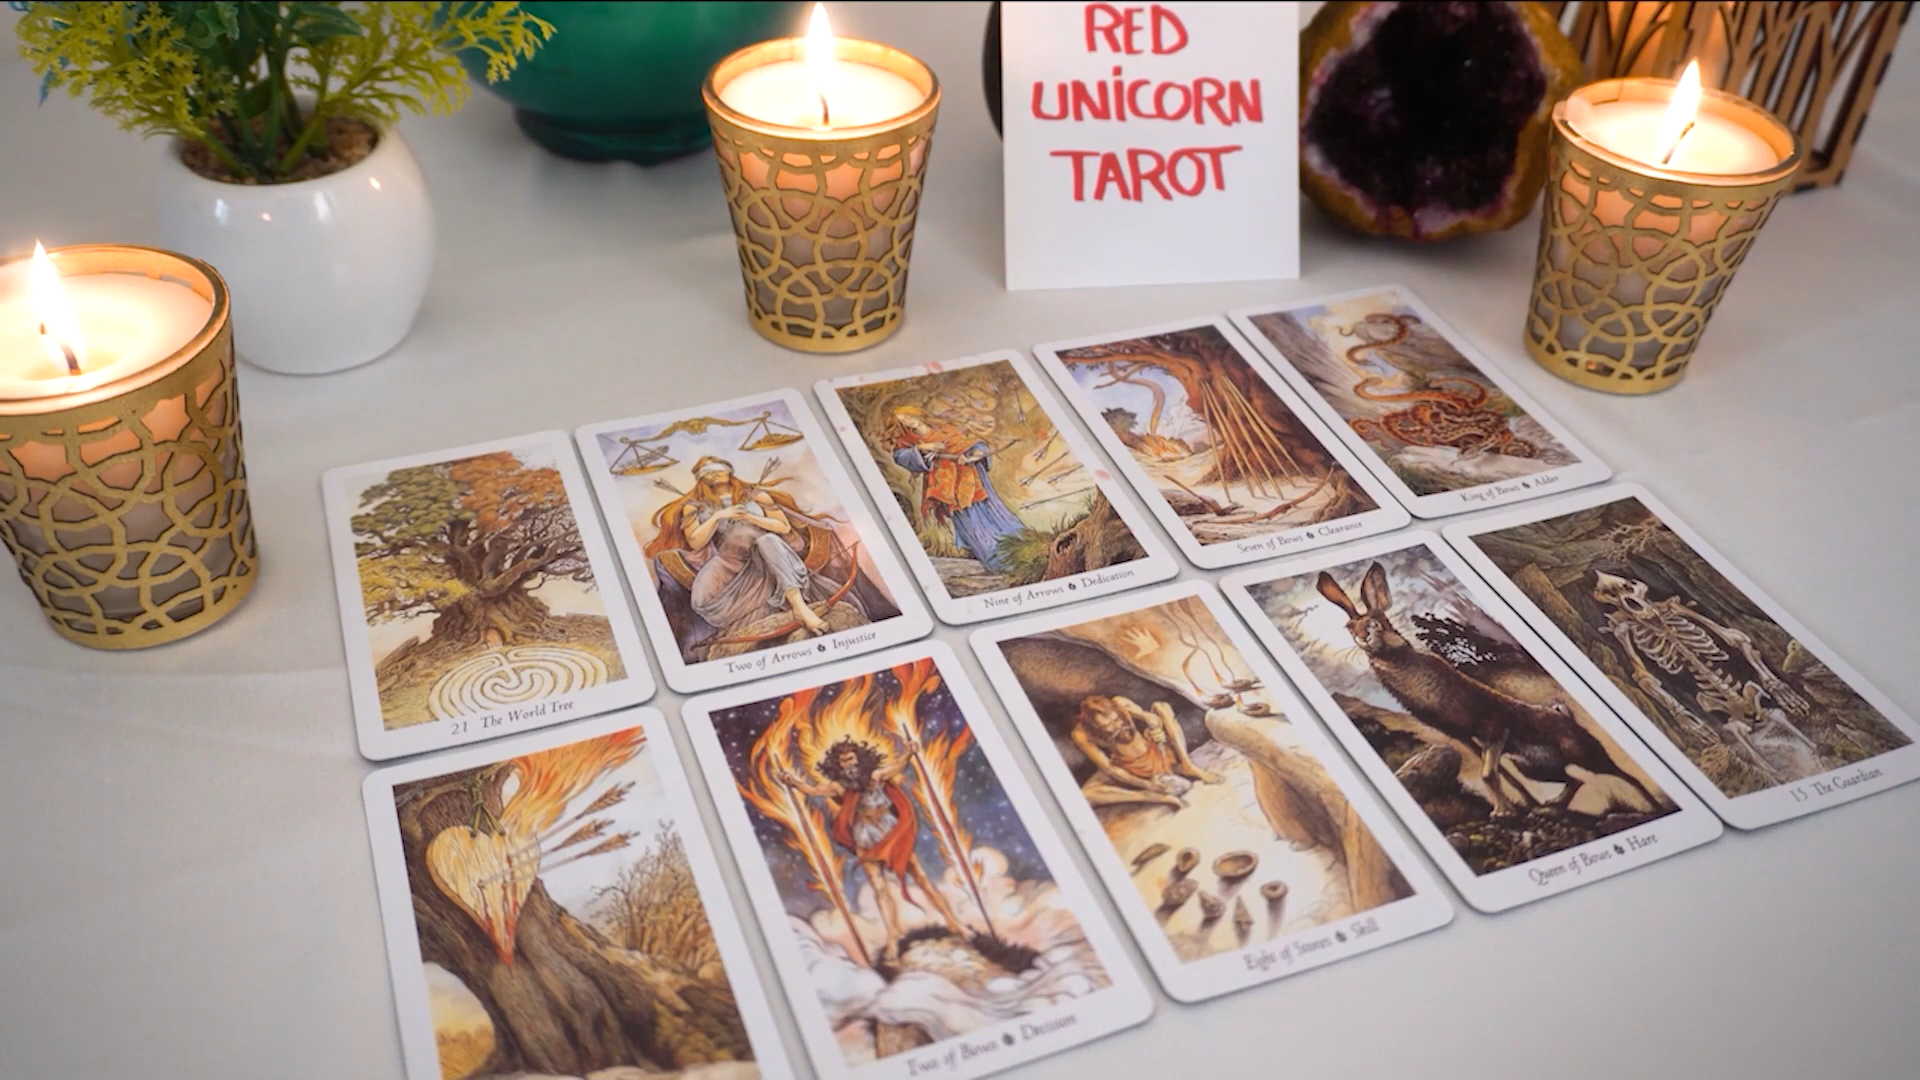 RED
UNiCORN
TAROT
King of Bows Adder
Seven of Bows Clearance
Nine of Arrows Dedication
Two of Arrows Injustice
21 The World Tree
15 The Guardian
Queen of Bows Hare
Eight of Stones Skill
Two of Bows Decision